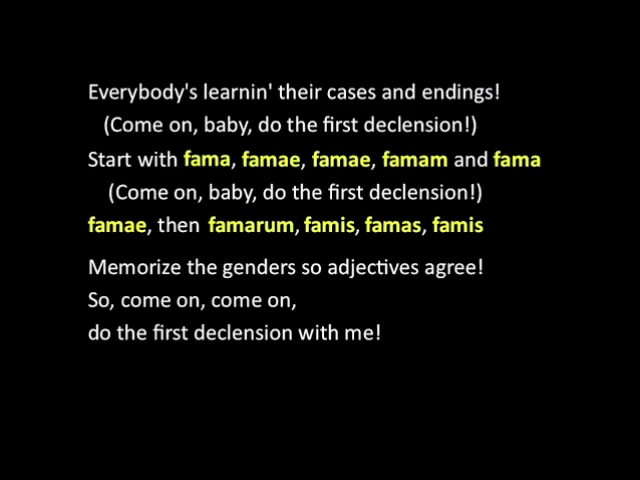 Everybody's learnin' their cases and endings!
(Come on, baby, do the first declension!)
Start with fama, famae, famae, famam and fama
(Come on, baby, do the first declension!)
famae, then famarum, famis, famas, famis
Memorize the genders so adjectives agree!
So, come on, come on,
do the first declension with me!